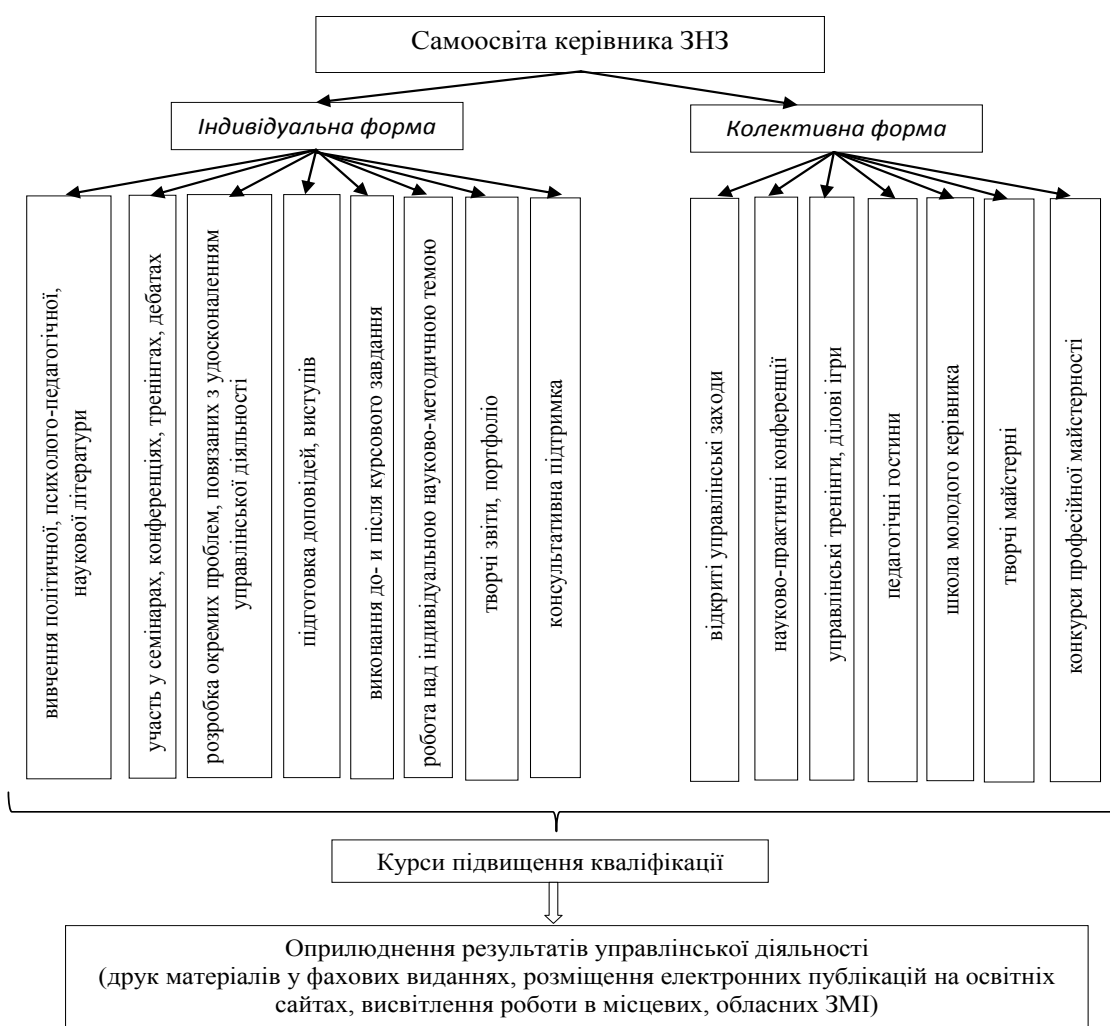 Самоосвіта керівника ЗНЗ
Індивідуальна форма
Колективна форма
вивчення політичної, психолого-педагогічної,
наукової літератури
участь у семінарах, конференціях, тренінгах, дебатах
розробка окремих проблем, повязаних з удосконаленням
управлінської діяльності
підготовка доповідей, виступів
виконання до- и після курсового завдання
робота над індивідуальною науково-методичною темою
творчі звіти, портфоліо
консультативна підтримка
відкриті управлінські заходи
науково-практичні конференції
управлінські тренінги, ділові ігри
педагогічні гостини
школа молодого керівника
творчі майстерні
конкурси професійної майстерності
Курси підвищення кваліфікації
Оприлюднення результатів управлінської діяльності
(друк матеріалів у фахових виданнях, розміщення електронних публікацій на освітніх
сайтах, висвітлення роботи в місцевих, обласних ЗМІ)